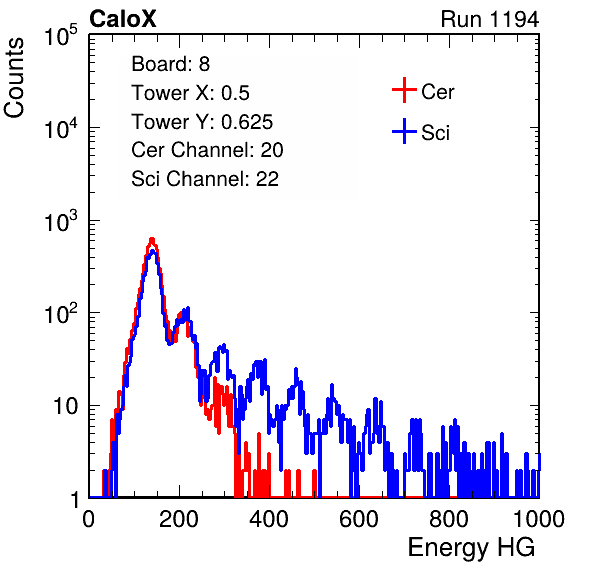 CaloX
Run 1194
Counts
Board: 8
Tower X: 0.5
Tower Y: 0.625
Cer Channel: 20
Sci Channel: 22
Cer
Sci
10^5
10^4
10^3
10^2
10
1
0 200 400 600 800 1000
Energy HG